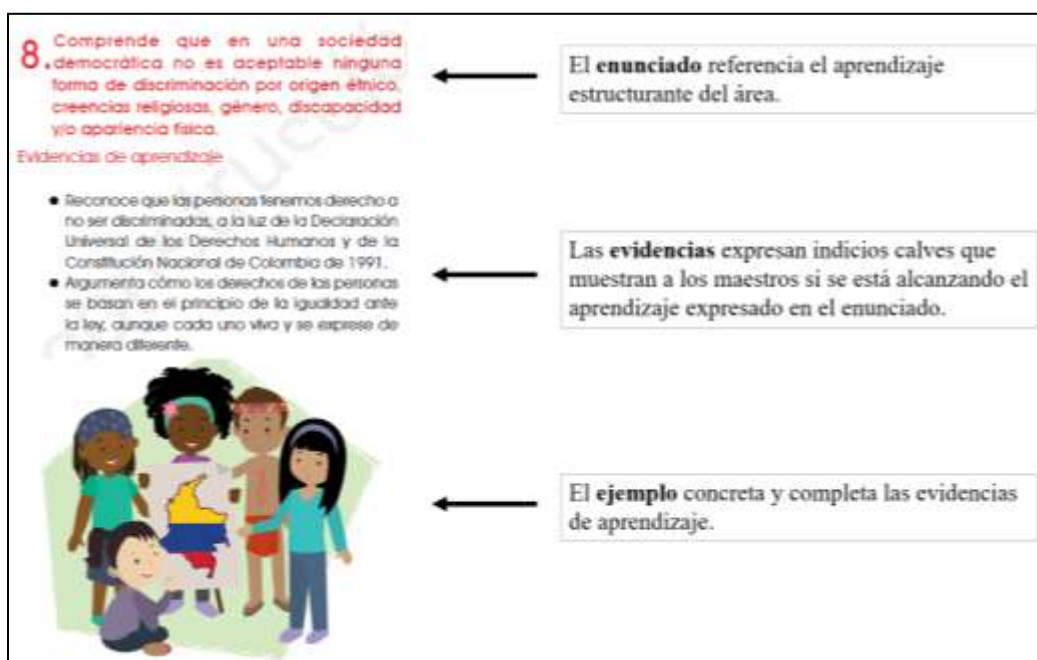 8. Comprende que en una sociedad
democrática no es aceptable ninguna
forma de discriminación por origen étnico,
creencias religiosas, género, discapacidad
y/o apariencia física.
Evidencias de aprendizaje
● Reconoce que las personas tenemos derecho a
no ser discriminadas, a la luz de la Declaración
Universal de los Derechos Humanos y de la
Constitución Nacional de Colombia de 1991.
● Argumenta cómo los derechos de las personas
se basan en el principio de la igualdad ante
la ley, aunque cada uno viva y se exprese de
manera diferente.
El enunciado referencia el aprendizaje
estructurante del área.
Las evidencias expresan indicios calves que
muestran a los maestros si se está alcanzando el
aprendizaje expresado en el enunciado.
El ejemplo concreta y completa las evidencias
de aprendizaje.